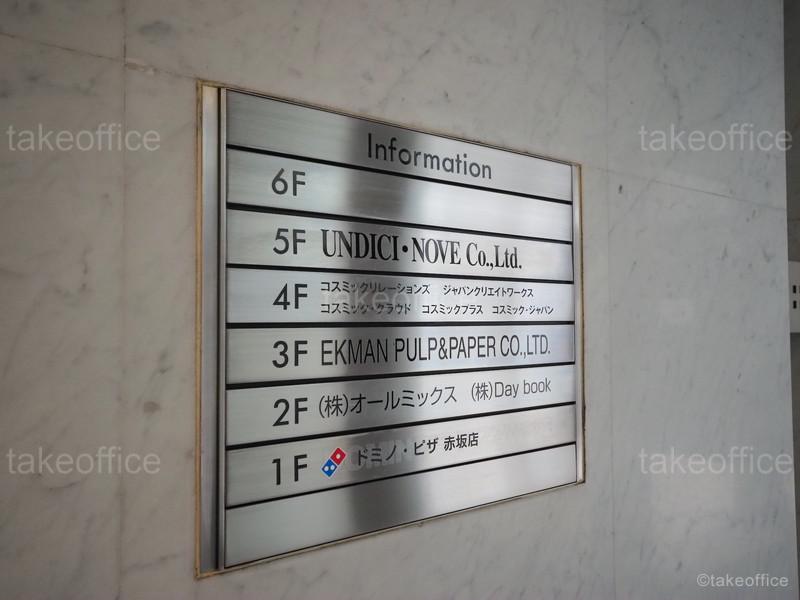 Information
6F
5F UNDICI・NOVE Co.,Ltd.
4F コスミックリレーションズ ジャパンクリエイトワークス
コスミック・クラウド コスミックプラス コスミック・ジャパン
3F EKMAN PULP&PAPER CO.,LTD.
2F (株)オールミックス (株)Day book
1F ドミノ・ピザ 赤坂店
takeoffice takeoffice
takeoffice
takeoffice takeoffice
©takeoffice